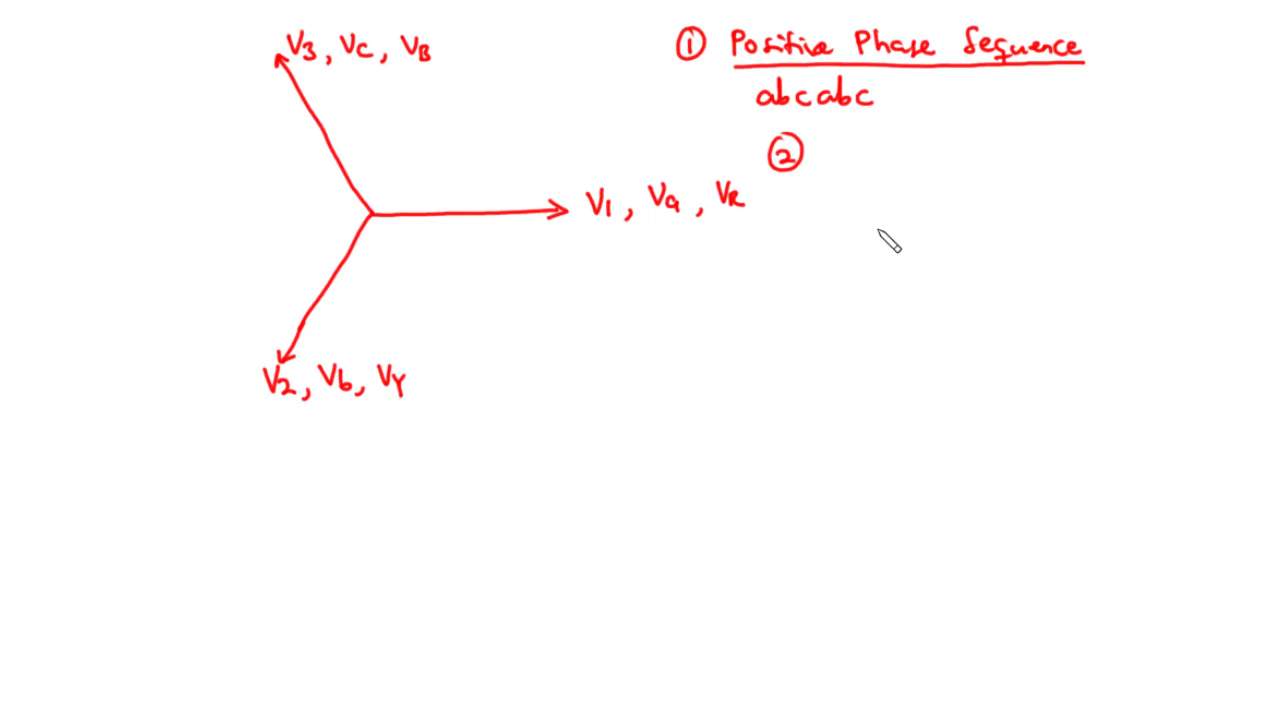 V3, Vc, VB
① Positive Phase Sequence
abcabc
②
V1, Va, VR
V2, Vb, VY